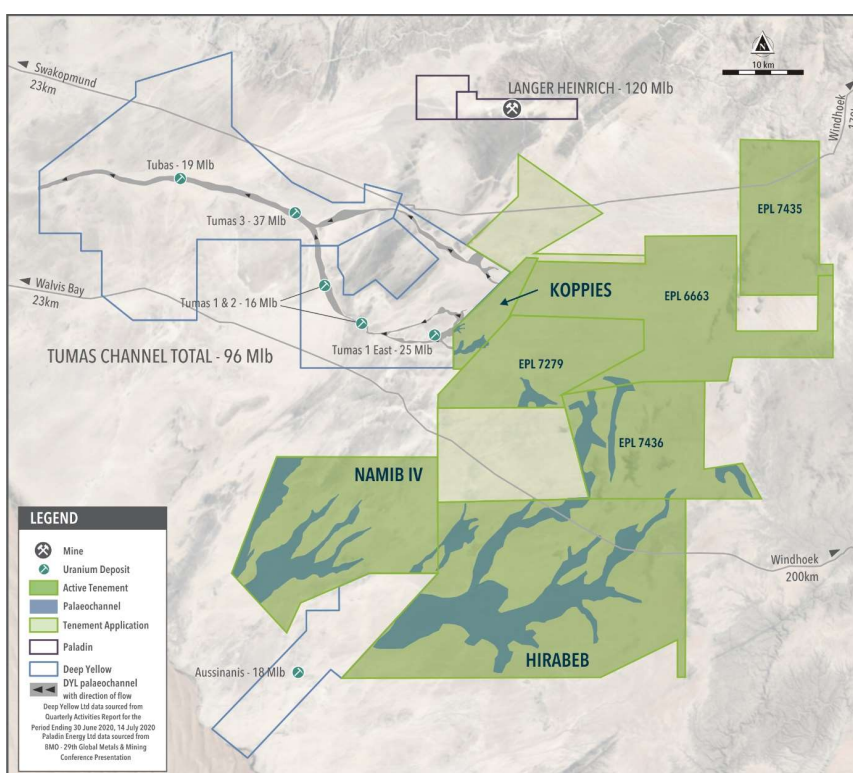 N
10 km
Swakopmund
23km
LANGER HEINRICH - 120 Mlb
Windhoek
Tubas - 19 Mlb
Tumas 3 - 37 Mlb
EPL 7435
Walvis Bay
23km
Tumas 1 & 2 - 16 Mlb
KOPPIES
EPL 6663
TUMAS CHANNEL TOTAL - 96 Mlb
Tumas 1 East - 25 Mlb
EPL 7279
EPL 7436
NAMIB IV
Windhoek
200km
HIRABEB
Aussinanis - 18 Mlb
LEGEND
Mine
Uranium Deposit
Active Tenement
Palaeochannel
Tenement Application
Paladin
Deep Yellow
DYL palaeochannel
with direction of flow
Deep Yellow Ltd data sourced from
Quarterly Activities Report for the
Period Ending 30 June 2020, 14 July 2020
Paladin Energy Ltd data sourced from
BMO - 29th Global Metals & Mining
Conference Presentation